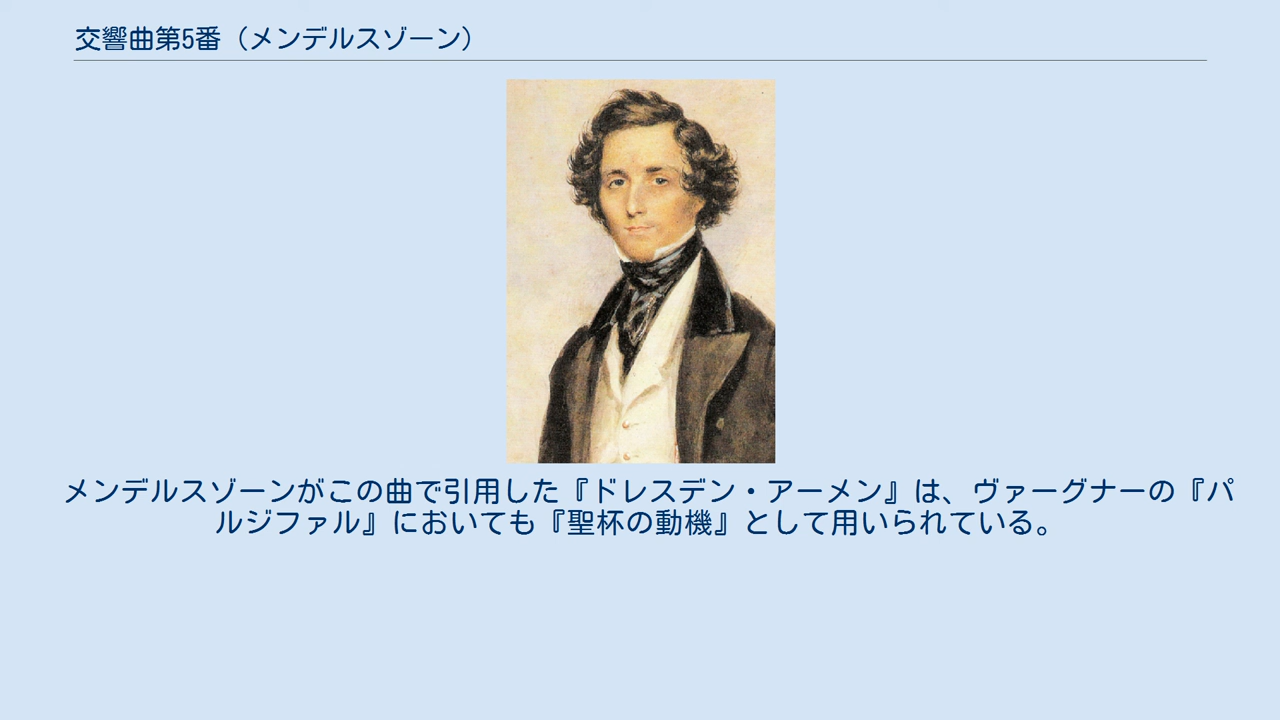 交響曲第5番（メンデルスゾーン）
メンデルスゾーンがこの曲で引用した『ドレスデン・アーメン』は、ヴァーグナーの『パ
ルジファル』においても『聖杯の動機』として用いられている。